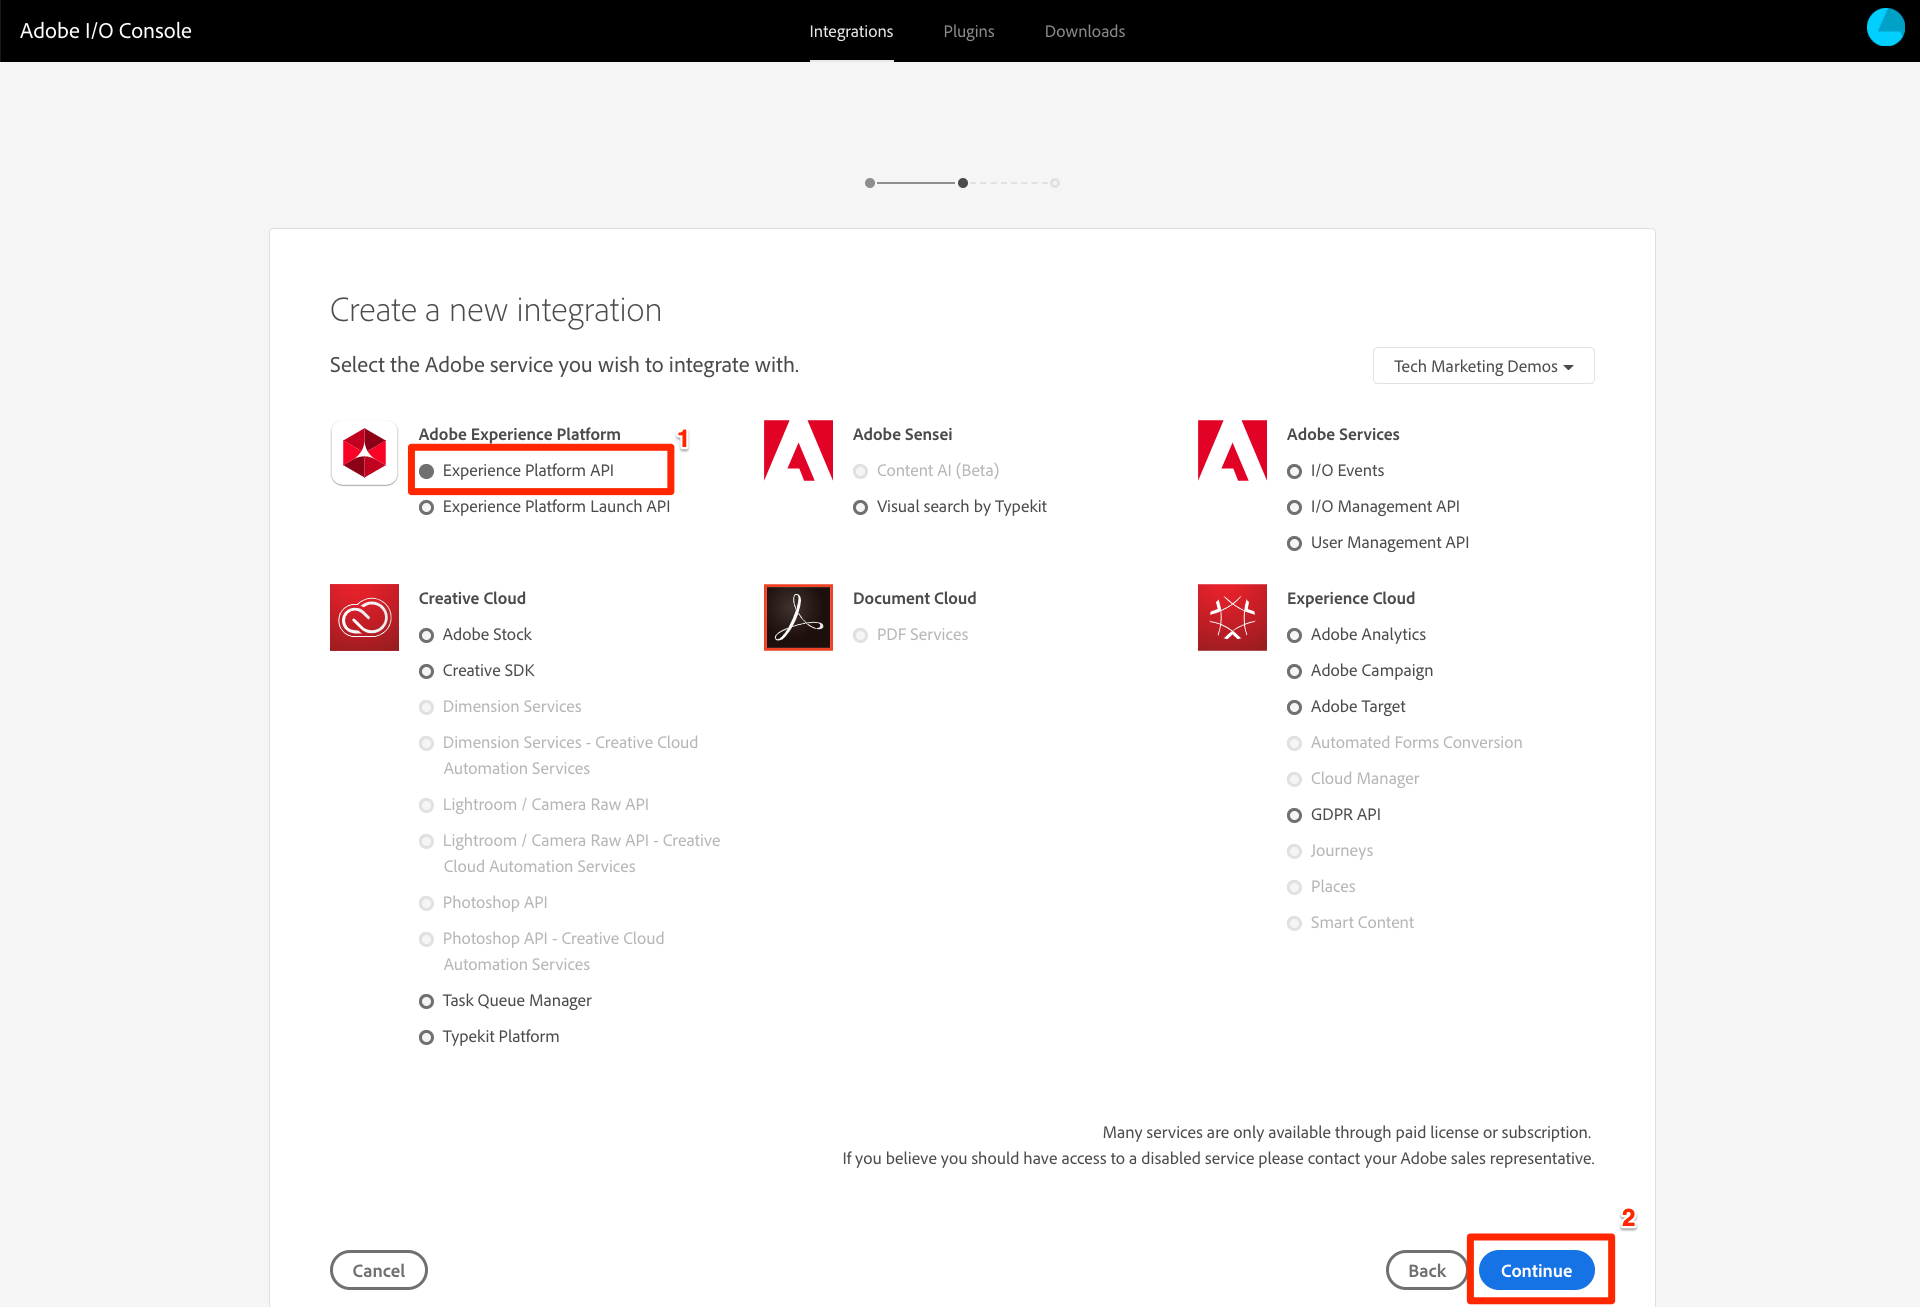 Adobe I/O Console
Integrations
Plugins
Downloads
Create a new integration
Select the Adobe service you wish to integrate with.
Tech Marketing Demos
Adobe Experience Platform
1
Experience Platform API
Experience Platform Launch API
Adobe Sensei
Content AI (Beta)
Visual search by Typekit
Adobe Services
I/O Events
I/O Management API
User Management API
Creative Cloud
Adobe Stock
Creative SDK
Dimension Services
Dimension Services - Creative Cloud
Automation Services
Lightroom / Camera Raw API
Lightroom / Camera Raw API - Creative
Cloud Automation Services
Photoshop API
Photoshop API - Creative Cloud
Automation Services
Task Queue Manager
Typekit Platform
Document Cloud
PDF Services
Experience Cloud
Adobe Analytics
Adobe Campaign
Adobe Target
Automated Forms Conversion
Cloud Manager
GDPR API
Journeys
Places
Smart Content
Many services are only available through paid license or subscription.
If you believe you should have access to a disabled service please contact your Adobe sales representative.
2
Cancel
Back
Continue